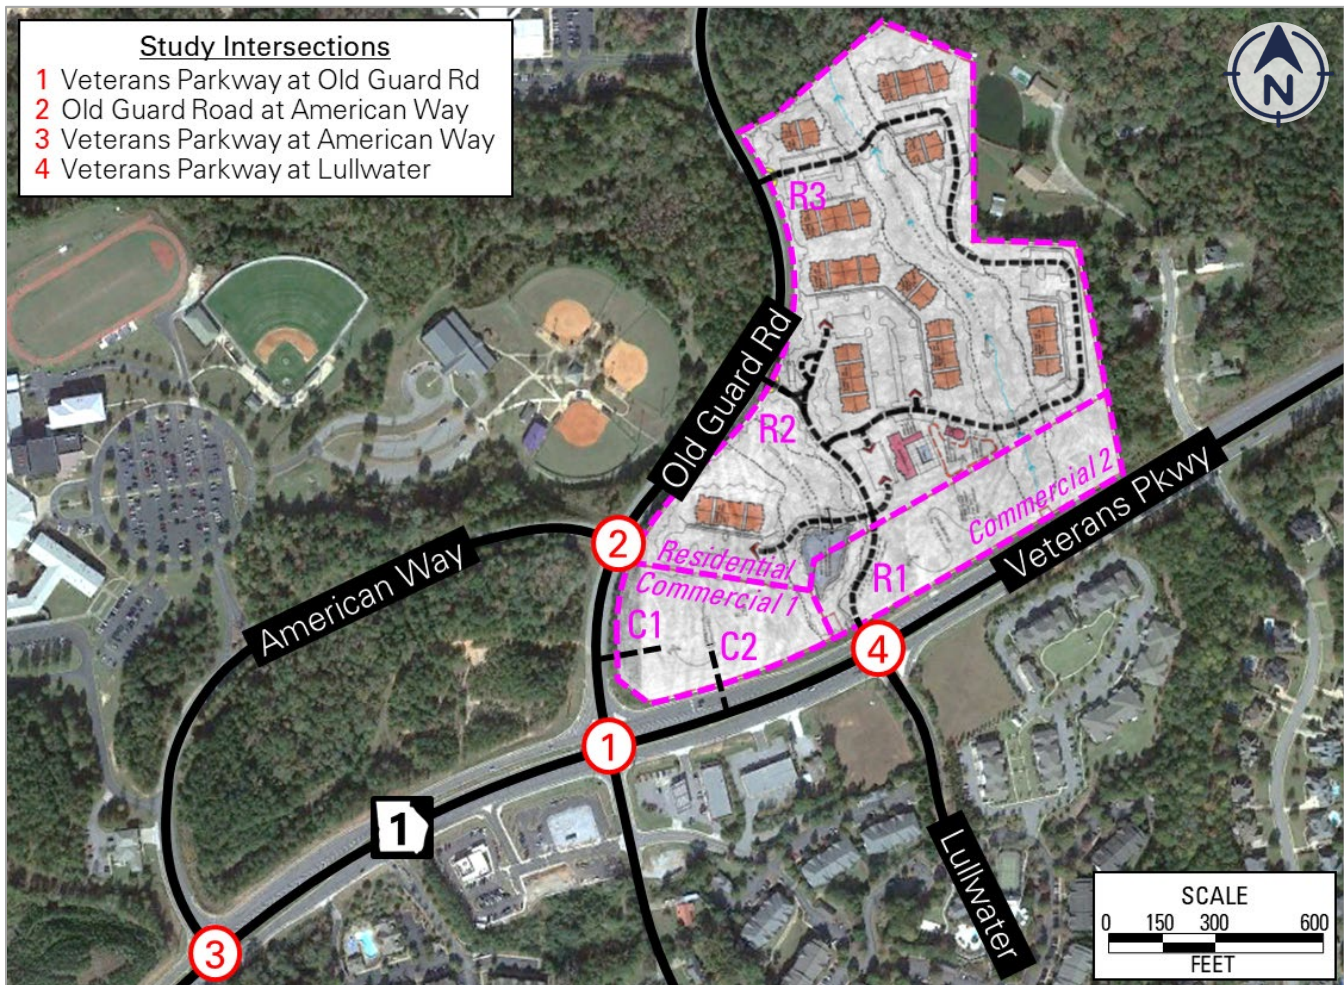 Study Intersections
1 Veterans Parkway at Old Guard Rd
2 Old Guard Road at American Way
3 Veterans Parkway at American Way
4 Veterans Parkway at Lullwater
N
R3
Old Guard Rd
R2
Commercial 2
Veterans Pkwy
2
American Way
Residential
Commercial 1
R1
C1
C2
4
1
1
Lullwater
3
SCALE
0 150 300 600
FEET